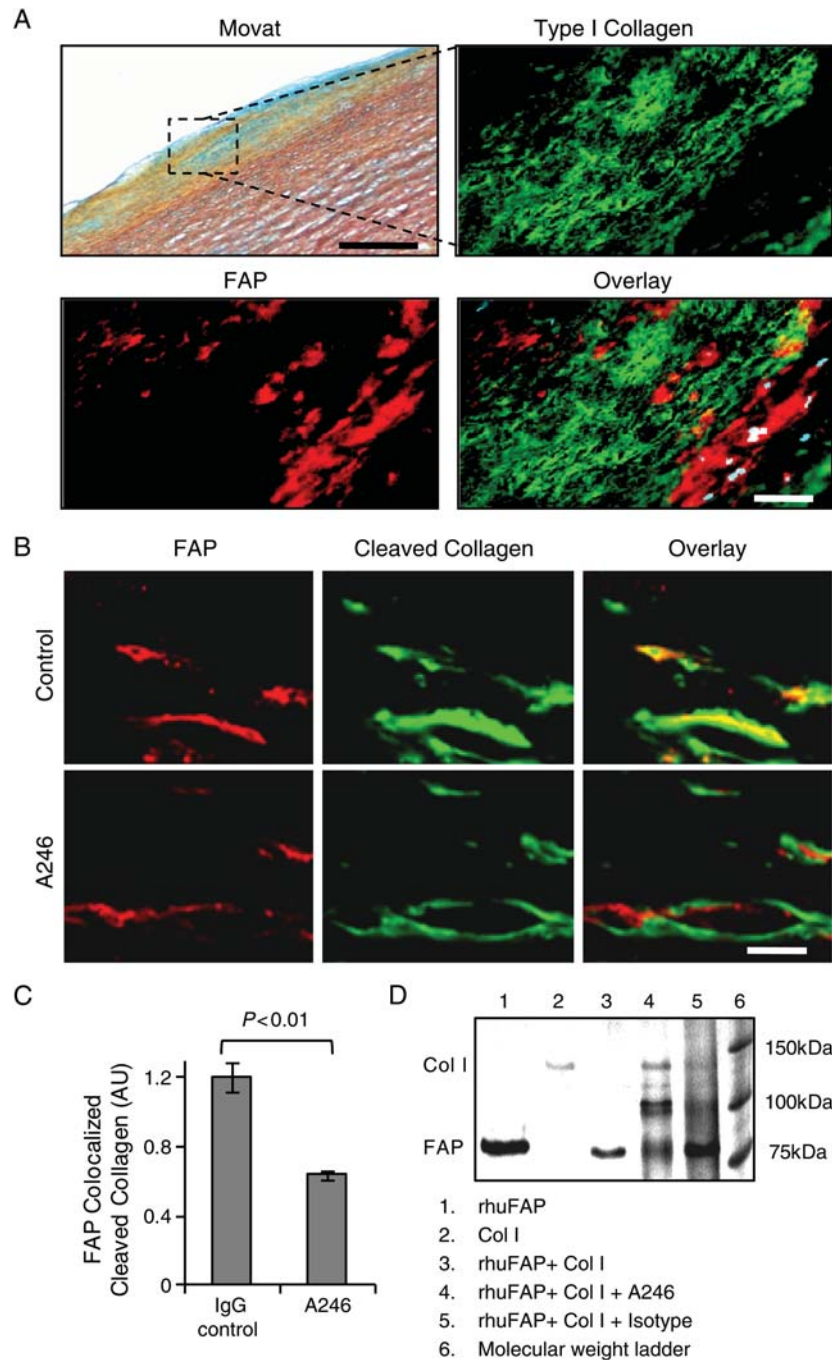 A
Movat
Type I Collagen
FAP
Overlay
B
FAP
Cleaved Collagen
Overlay
Control
A246
C
P<0.01
FAP Colocalized
Cleaved Collagen (AU)
1.2
0.8
0.4
0
IgG
control
A246
D
1 2 3 4 5 6
Col I
FAP
150kDa
100kDa
75kDa
1. rhuFAP
2. Col I
3. rhuFAP+ Col I
4. rhuFAP+ Col I + A246
5. rhuFAP+ Col I + Isotype
6. Molecular weight ladder